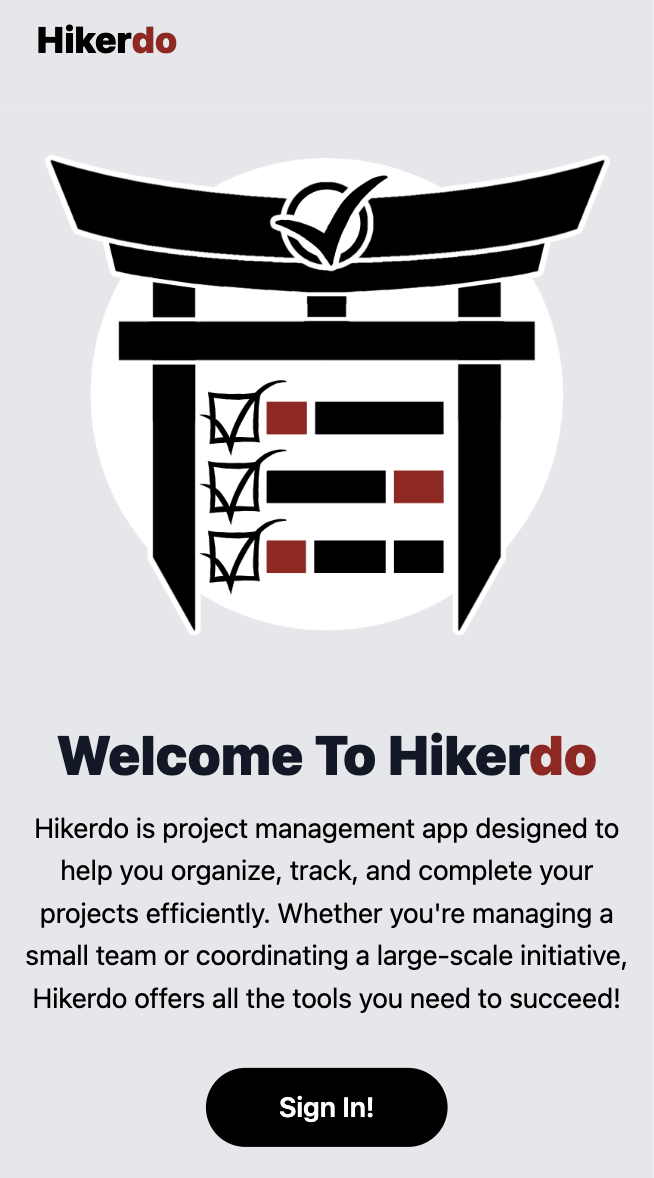 Hikerdo
Welcome To Hikerdo
Hikerdo is project management app designed to
help you organize, track, and complete your
projects efficiently. Whether you're managing a
small team or coordinating a large-scale initiative,
Hikerdo offers all the tools you need to succeed!
Sign In!